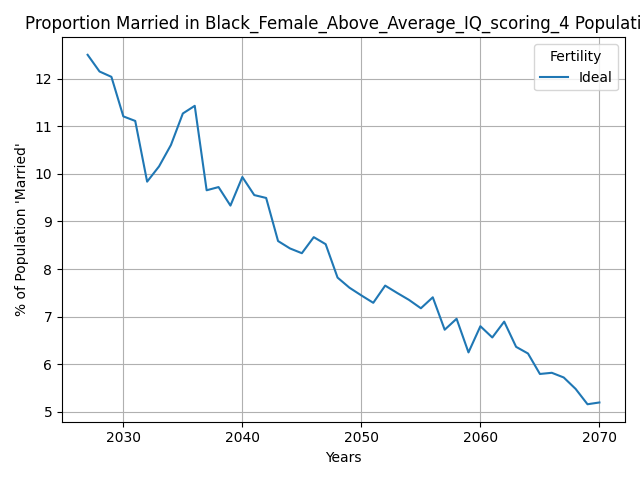 Proportion Married in Black_Female_Above_Average_IQ_scoring_4 Populati
% of Population 'Married'
12
11
10
9
8
7
6
5
Fertility
Ideal
2030 2040 2050 2060 2070
Years